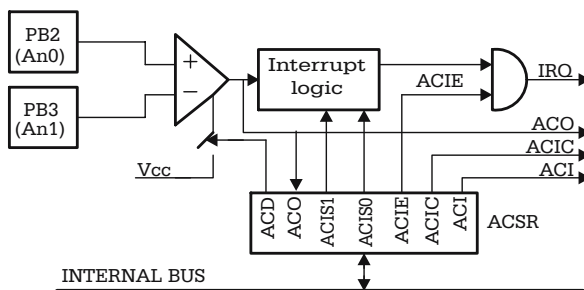 PB2
(An0)
PB3
(An1)
+
−
Interrupt
logic
ACIE
IRQ
ACO
ACIC
ACI
Vcc
ACD
ACO
ACIS1
ACIS0
ACIE
ACIC
ACI
ACSR
INTERNAL BUS